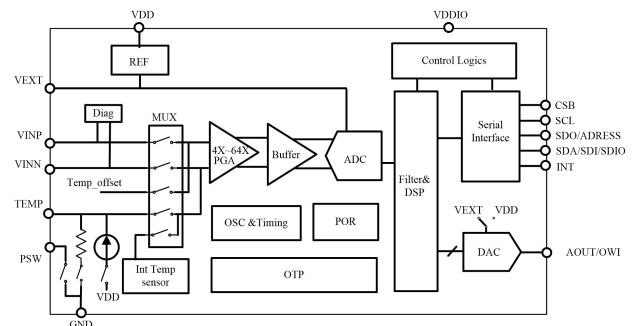 VDD
VDDIO
REF
Control Logics
VEXT
Diag
MUX
CSB
SCL
SDO/ADRESS
SDA/SDI/SDIO
INT
VINP
VINN
4X~64X
PGA
Buffer
ADC
Serial
Interface
Temp_offset
Filter&
DSP
TEMP
OSC &Timing
POR
VEXT
VDD
PSW
VDD
Int Temp
sensor
OTP
DAC
AOUT/OWI
GND